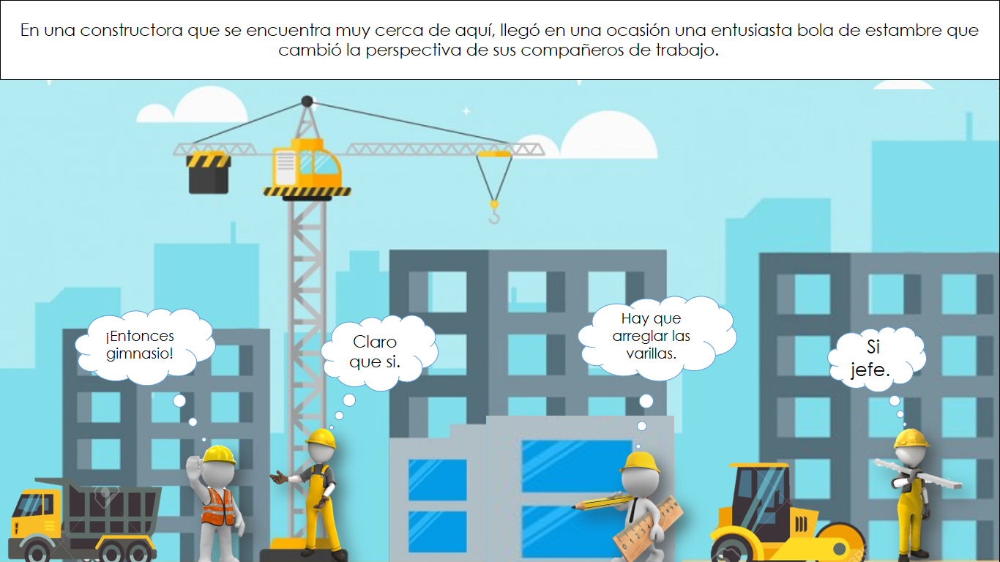 En una constructora que se encuentra muy cerca de aquí, llegó en una ocasión una entusiasta bola de estambre que
cambió la perspectiva de sus compañeros de trabajo.
¡Entonces
gimnasio!
Claro
que si.
Hay que
arreglar las
varillas.
Si
jefe.